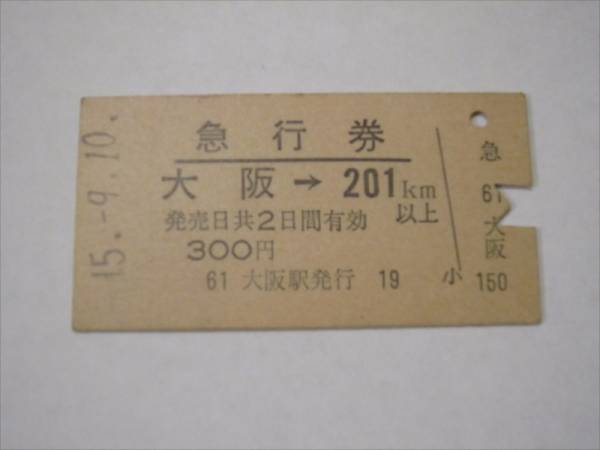 急行券
大阪→201km
以上
発売日共2日間有効
300円
61 大阪駅発行 19
小 150
急
61
大阪
15.-9.10.